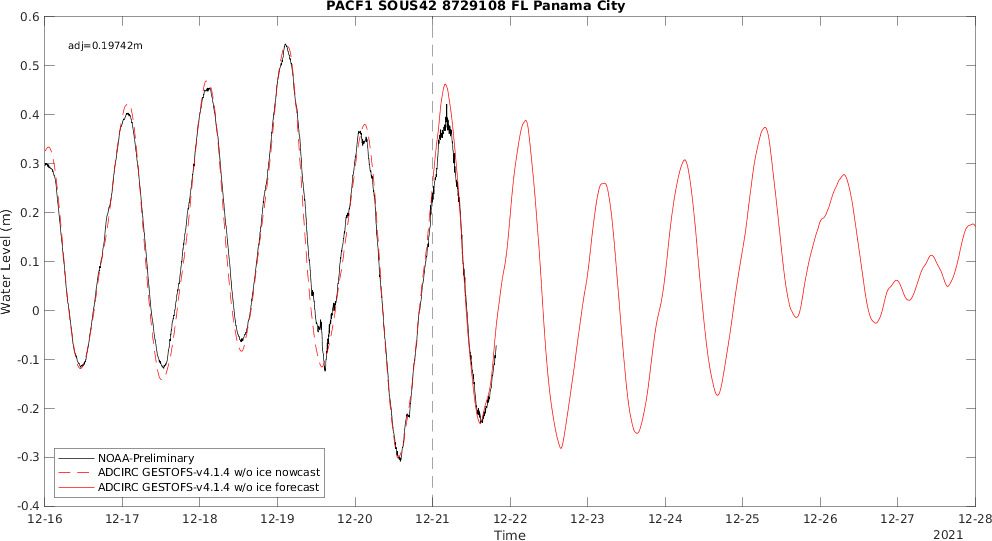 PACF1 SOUS42 8729108 FL Panama City
adj=0.19742m
Water Level (m)
0.6
0.5
0.4
0.3
0.2
0.1
0
-0.1
-0.2
-0.3
-0.4
NOAA-Preliminary
ADCIRC GESTOFS-v4.1.4 w/o ice nowcast
ADCIRC GESTOFS-v4.1.4 w/o ice forecast
12-16 12-17 12-18 12-19 12-20 12-21 12-22 12-23 12-24 12-25 12-26 12-27 12-28
Time
2021